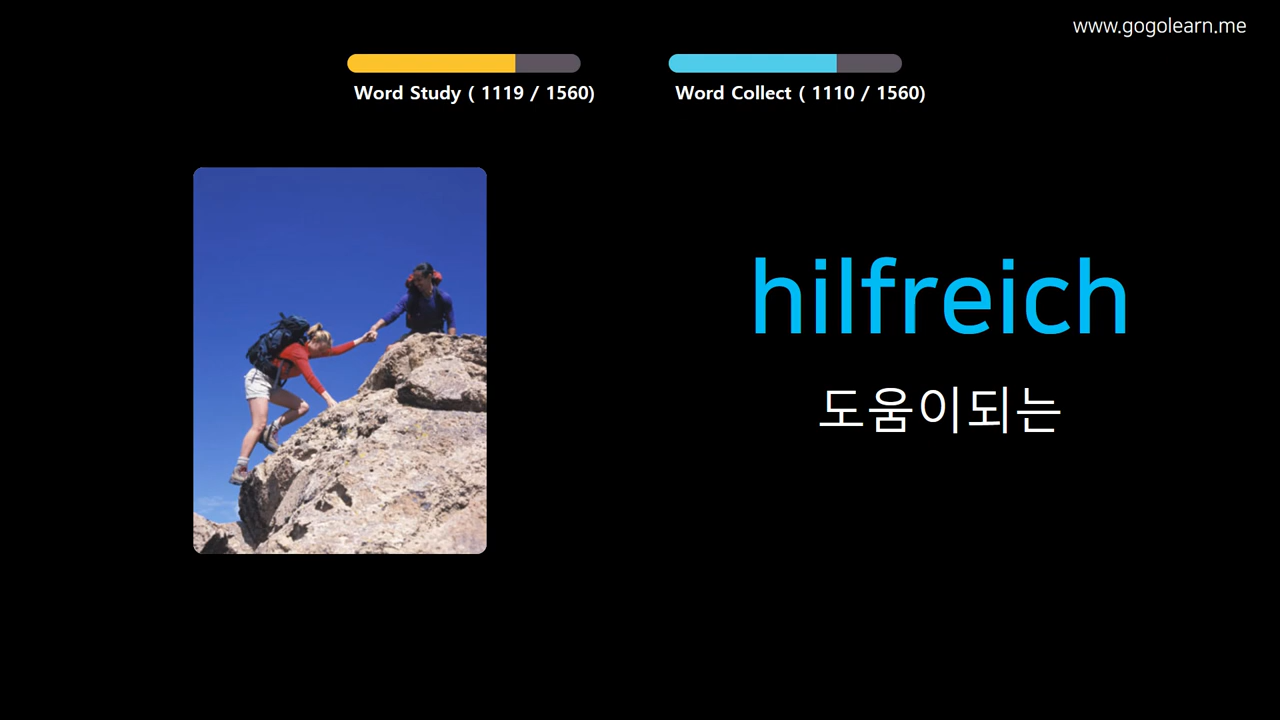 www.gogolearn.me
Word Study ( 1119 / 1560)
Word Collect ( 1110 / 1560)
hilfreich
도움이되는